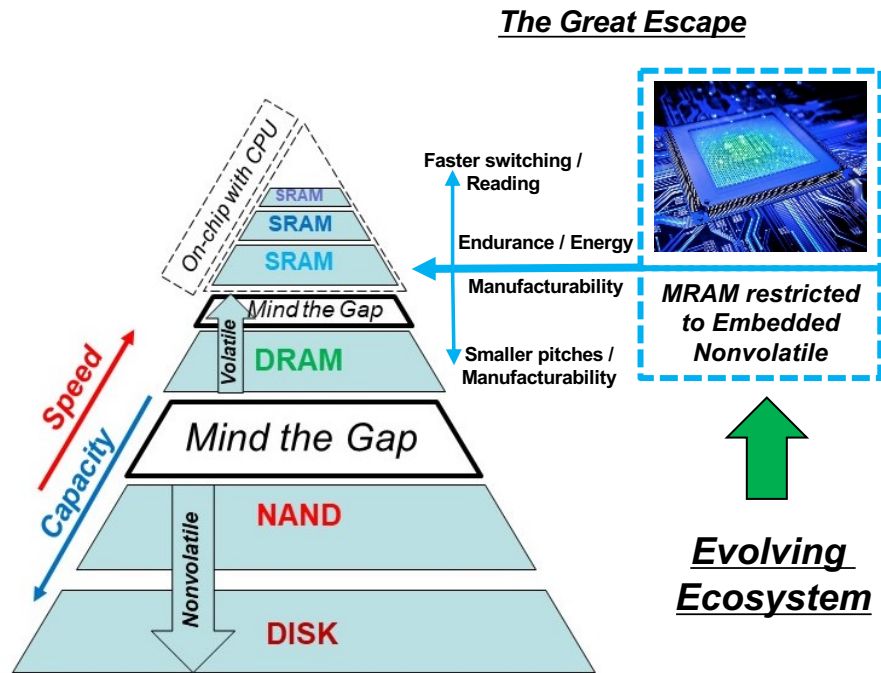 The Great Escape
On-chip with CPU
SRAM
SRAM
SRAM
Mind the Gap
Volatile
DRAM
Mind the Gap
Speed
Capacity
NAND
Nonvolatile
DISK
Faster switching /
Reading
Endurance / Energy
Manufacturability
Smaller pitches /
Manufacturability
MRAM restricted
to Embedded
Nonvolatile
Evolving
Ecosystem